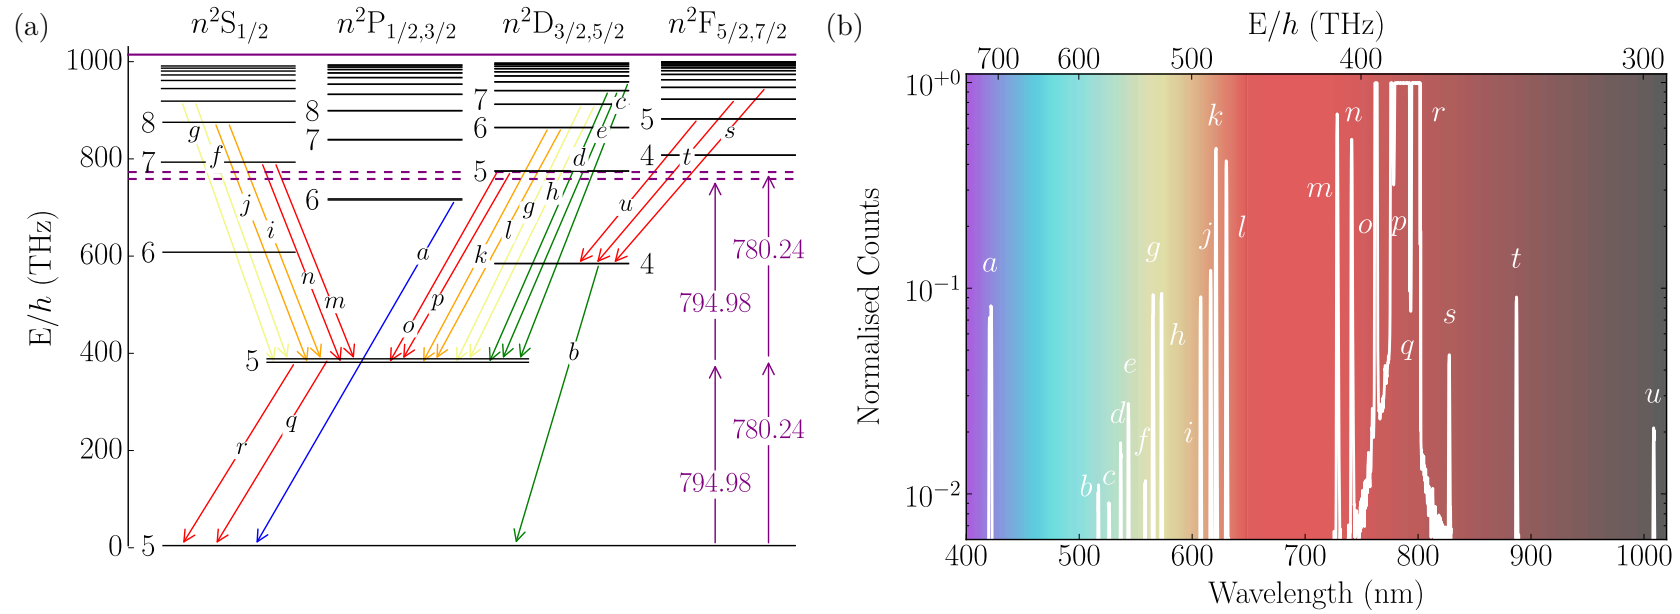 (a)
n²S₁/₂ n²P₁/₂,₃/₂ n²D₃/₂,₅/₂ n²F₅/₂,₇/₂
E/h (THz)
1000
800
600
400
200
0
8
7
6
5
5
8
7
6
7
6
5
4
5
4
g
f
j
i
n
m
r
q
a
o
p
k
l
g
h
d
e
c
b
u
t
s
794.98
780.24
794.98
780.24
(b)
E/h (THz)
700 600 500 400 300
Normalised Counts
10⁺⁰
10⁻¹
10⁻²
a
b
c
d
e
f
g
h
i
j
k
l
m
n
o
p
q
r
s
t
u
400 500 600 700 800 900 1000
Wavelength (nm)